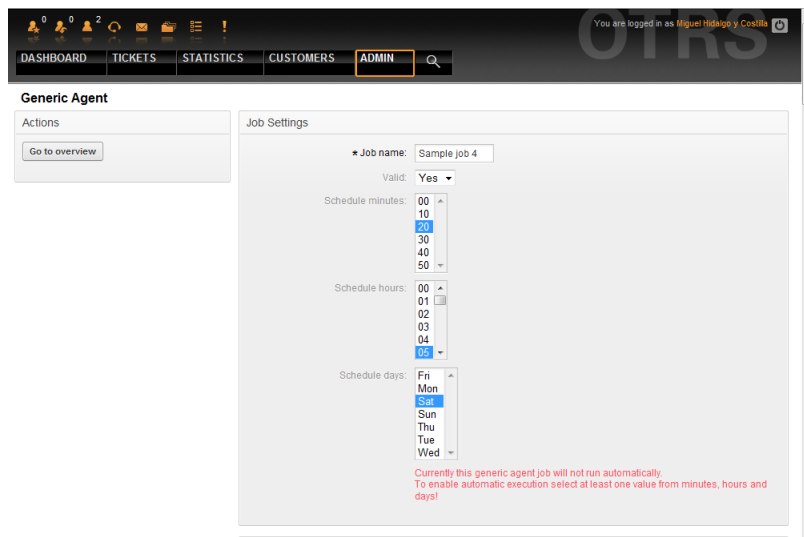 0 0 2 !
You are logged in as Miguel Hidalgo y Costilla
OTRS
DASHBOARD TICKETS STATISTICS CUSTOMERS ADMIN
Generic Agent
Actions
Go to overview
Job Settings
* Job name: Sample job 4
Valid: Yes
Schedule minutes: 00
10
20
30
40
50
Schedule hours: 00
01
02
03
04
05
Schedule days: Fri
Mon
Sat
Sun
Thu
Tue
Wed
Currently this generic agent job will not run automatically.
To enable automatic execution select at least one value from minutes, hours and
days!